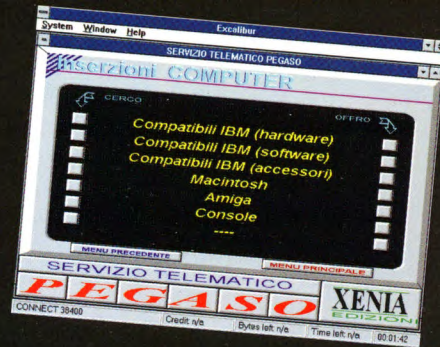 Excalibur
System Window Help
SERVIZIO TELEMATICO PEGASO
Inserzioni COMPUTER
CERCO OFFRO
Compatibili IBM (hardware)
Compatibili IBM (software)
Compatibili IBM (accessori)
Macintosh
Amiga
Console
----
MENU PRECEDENTE MENU PRINCIPALE
SERVIZIO TELEMATICO
PEGASO
XENIA
EDIZIONI
CONNECT 38400 Credit n/a Bytes left n/a Time left n/a 00:01:42